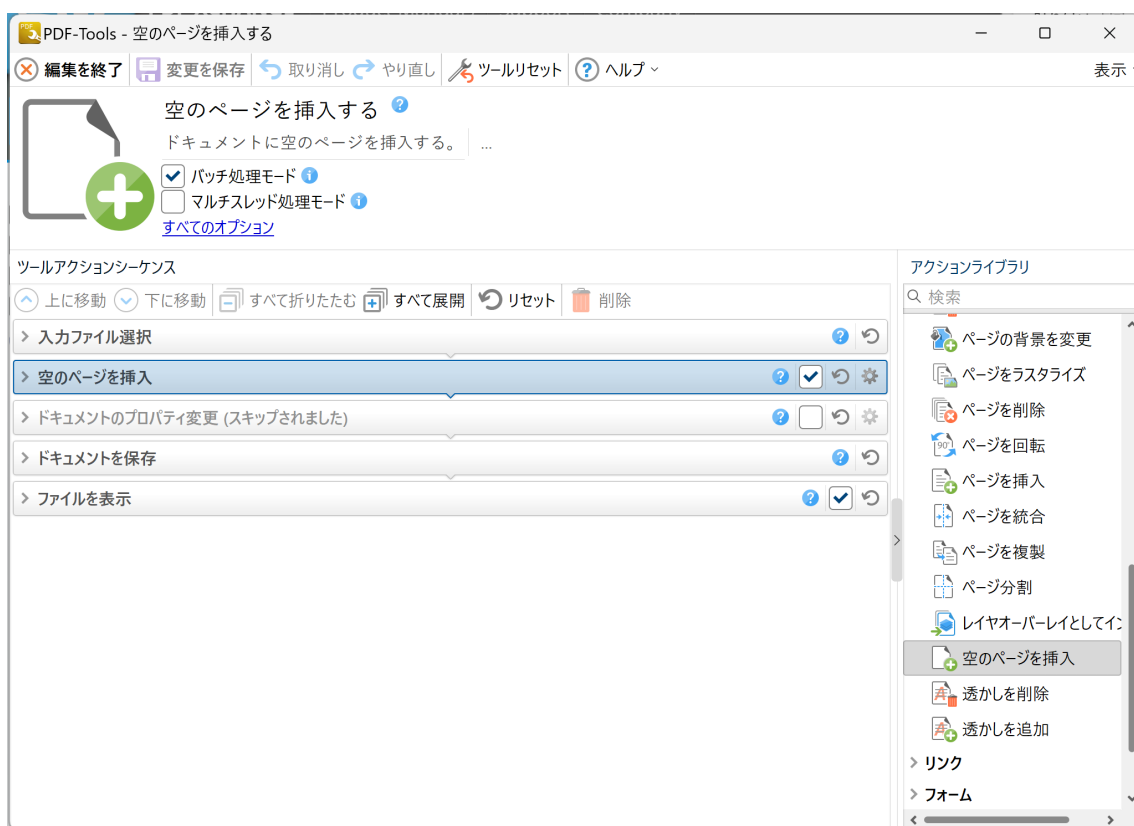 PDF-Tools - 空のページを挿入する
編集を終了 変更を保存 取り消し やり直し ツールリセット ヘルプ 表示
空のページを挿入する
ドキュメントに空のページを挿入する。 ...
バッチ処理モード
マルチスレッド処理モード
すべてのオプション
ツールアクションシーケンス
上に移動 下に移動 すべて折りたたむ すべて展開 リセット 削除
入力ファイル選択
空のページを挿入
ドキュメントのプロパティ変更 (スキップされました)
ドキュメントを保存
ファイルを表示
アクションライブラリ
検索
ページの背景を変更
ページをラスタライズ
ページを削除
ページを回転
ページを挿入
ページを統合
ページを複製
ページ分割
レイヤオーバーレイとしてイン
空のページを挿入
透かしを削除
透かしを追加
リンク
フォーム